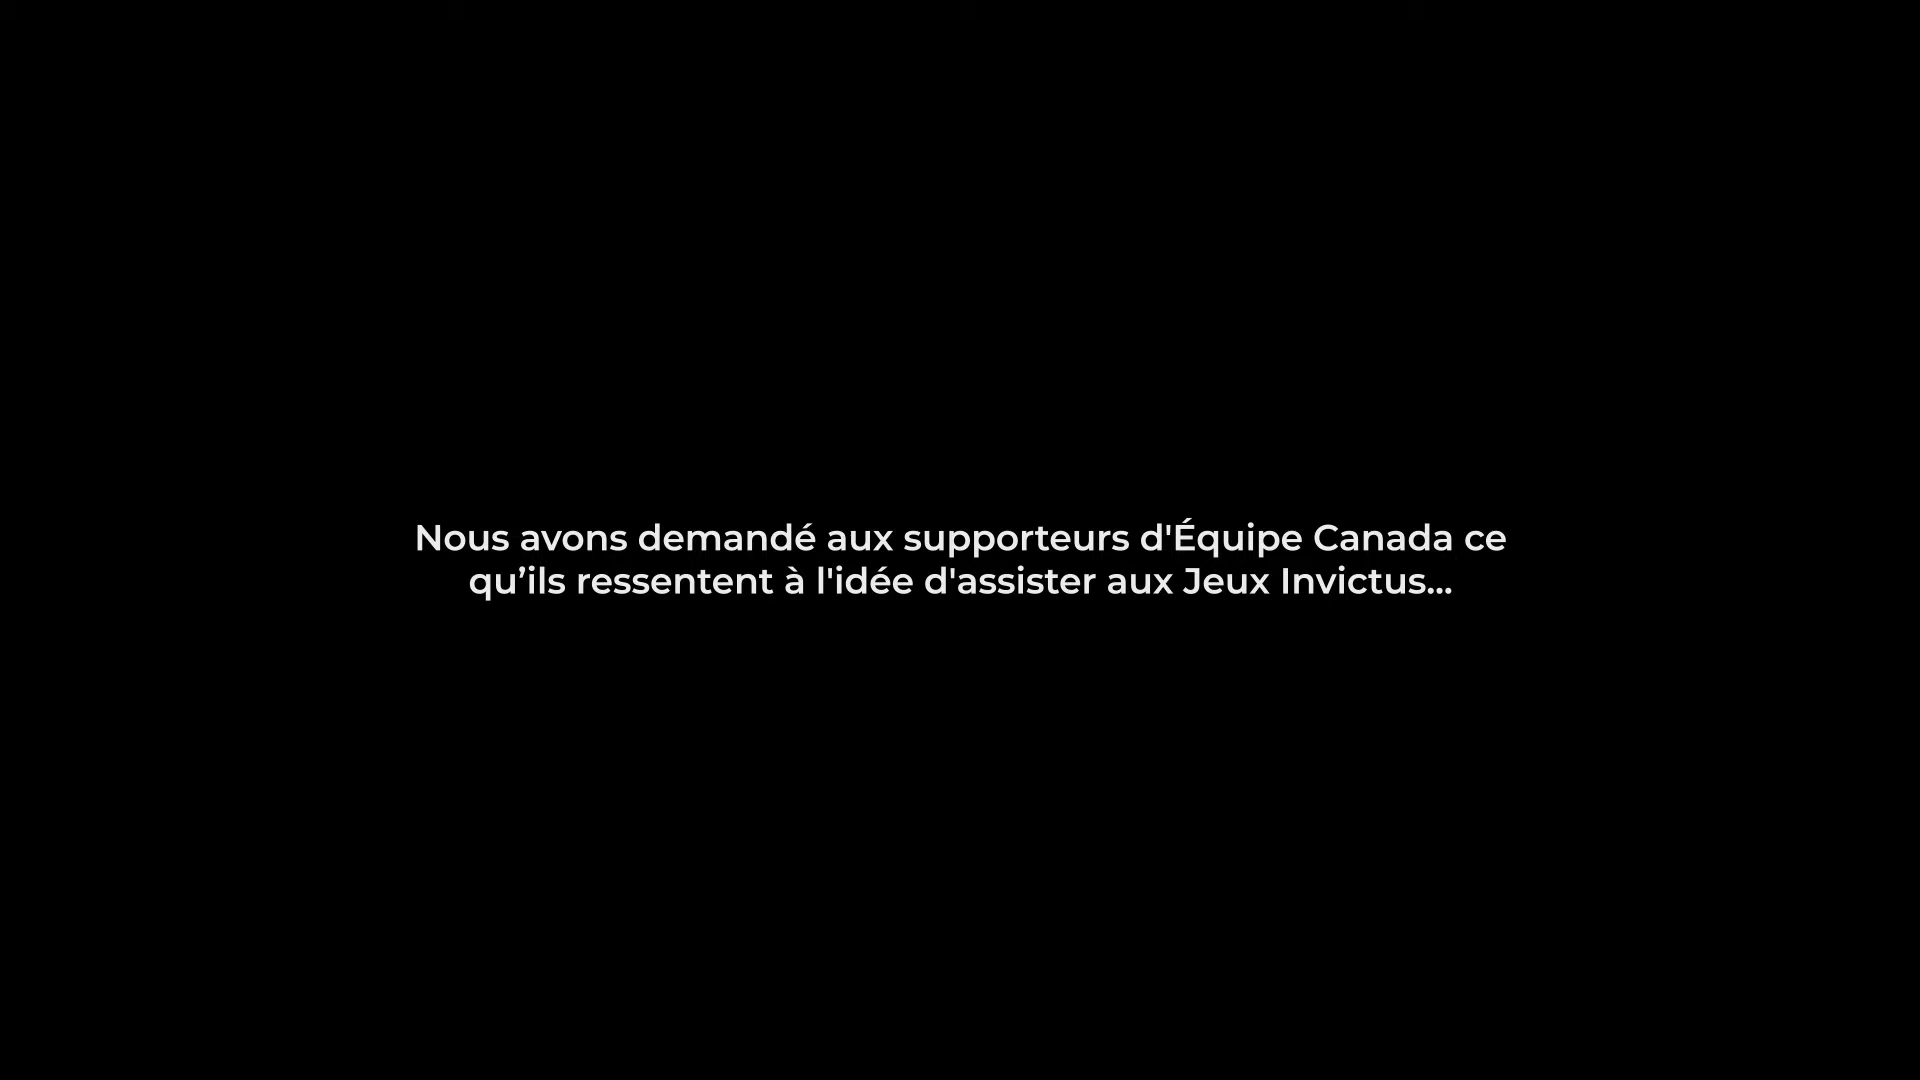 Nous avons demandé aux supporteurs d'Équipe Canada ce
qu’ils ressentent à l'idée d'assister aux Jeux Invictus...